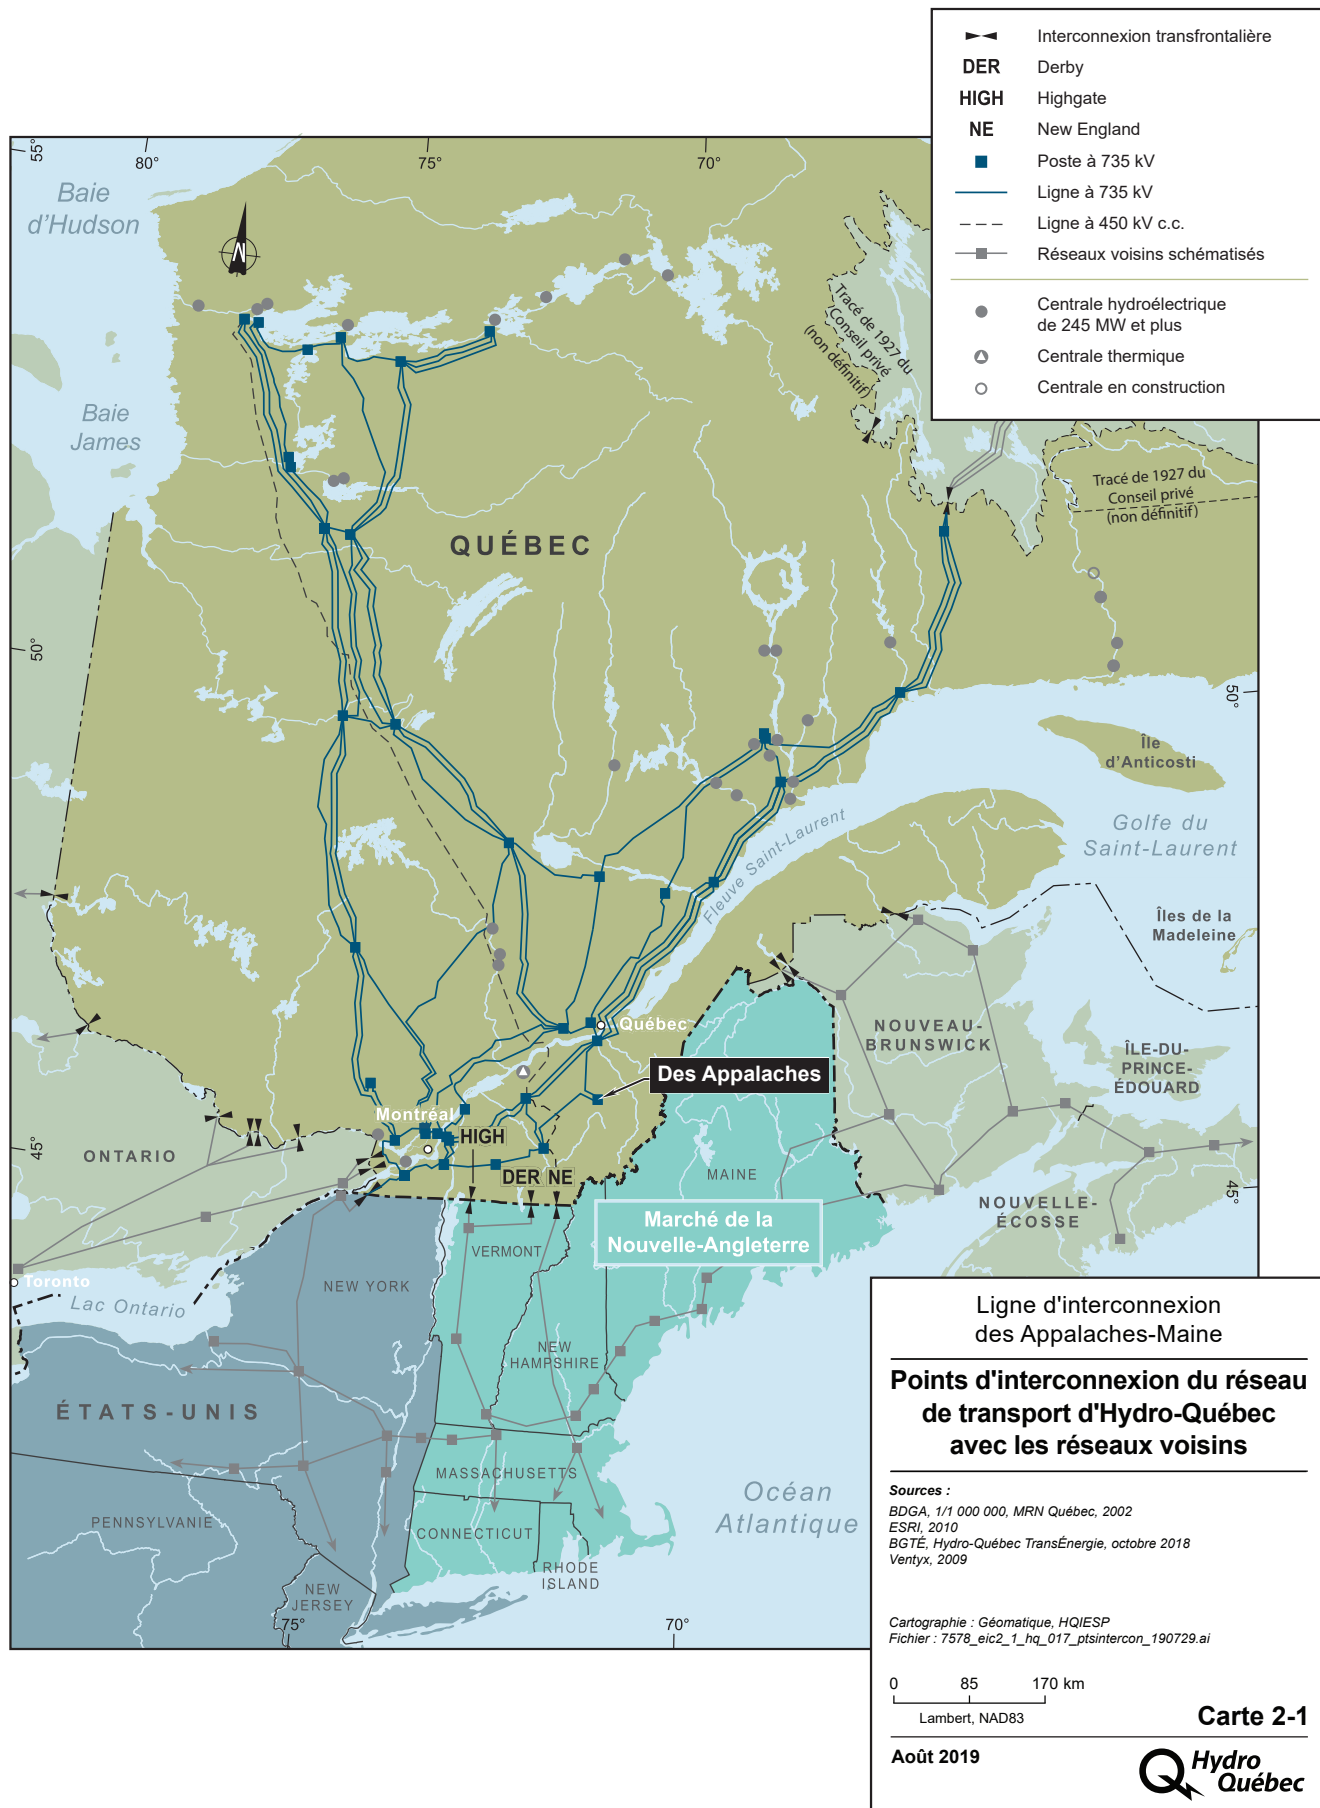 Interconnexion transfrontalière
DER Derby
HIGH Highgate
NE New England
Poste à 735 kV
Ligne à 735 kV
Ligne à 450 kV c.c.
Réseaux voisins schématisés
Centrale hydroélectrique
de 245 MW et plus
Centrale thermique
Centrale en construction
55°
80°
75°
70°
Baie
d'Hudson
N
Baie
James
Tracé de 1927 du
Conseil privé
(non définitif)
Tracé de 1927 du
Conseil privé
(non définitif)
QUÉBEC
50°
50°
Île
d'Anticosti
Golfe du
Saint-Laurent
Fleuve Saint-Laurent
Îles de la
Madeleine
Québec
NOUVEAU-
BRUNSWICK
ÎLE-DU-
PRINCE-
ÉDOUARD
Des Appalaches
Montréal
HIGH
DER
NE
45°
45°
ONTARIO
MAINE
NOUVELLE-
ÉCOSSE
Marché de la
Nouvelle-Angleterre
VERMONT
Toronto
Lac Ontario
NEW YORK
NEW
HAMPSHIRE
ÉTATS-UNIS
MASSACHUSETTS
CONNECTICUT
RHODE
ISLAND
PENNSYLVANIE
NEW
JERSEY
Océan
Atlantique
75°
70°
Ligne d'interconnexion
des Appalaches-Maine
Points d'interconnexion du réseau
de transport d'Hydro-Québec
avec les réseaux voisins
Sources :
BDGA, 1/1 000 000, MRN Québec, 2002
ESRI, 2010
BGTÉ, Hydro-Québec TransÉnergie, octobre 2018
Ventyx, 2009
Cartographie : Géomatique, HQIESP
Fichier : 7578_eic2_1_hq_017_ptsintercon_190729.ai
0 85 170 km
Lambert, NAD83
Carte 2-1
Août 2019
Hydro
Québec